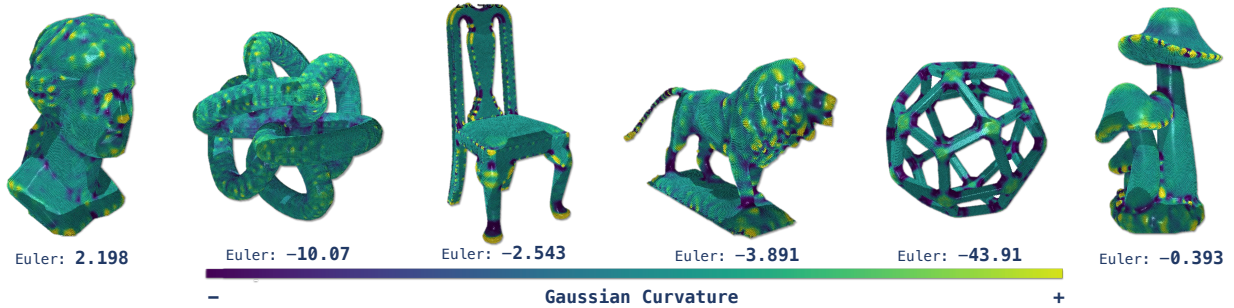 Euler: 2.198
Euler: −10.07
Euler: −2.543
Euler: −3.891
Euler: −43.91
Euler: −0.393
− Gaussian Curvature +